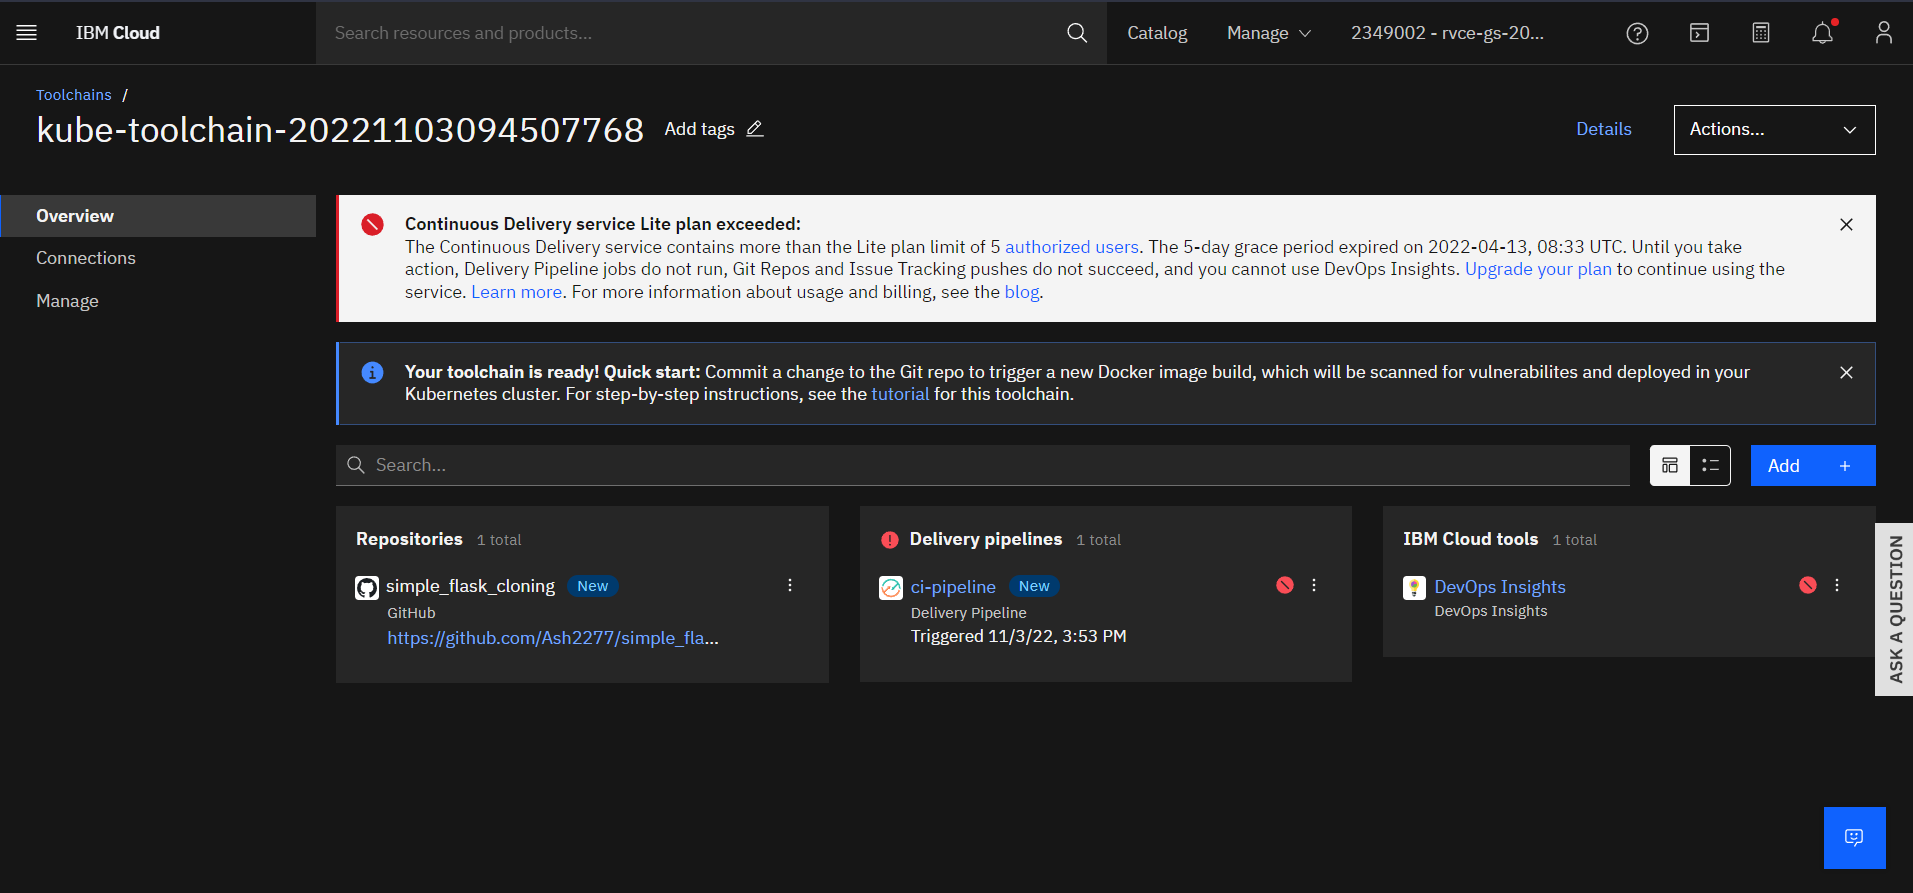 IBM Cloud
Search resources and products...
Catalog
Manage
2349002 - rvce-gs-20...
Toolchains /
kube-toolchain-20221103094507768
Add tags
Details
Actions...
Overview
Connections
Manage
Continuous Delivery service Lite plan exceeded:
The Continuous Delivery service contains more than the Lite plan limit of 5 authorized users. The 5-day grace period expired on 2022-04-13, 08:33 UTC. Until you take
action, Delivery Pipeline jobs do not run, Git Repos and Issue Tracking pushes do not succeed, and you cannot use DevOps Insights. Upgrade your plan to continue using the
service. Learn more. For more information about usage and billing, see the blog.
Your toolchain is ready! Quick start: Commit a change to the Git repo to trigger a new Docker image build, which will be scanned for vulnerabilites and deployed in your
Kubernetes cluster. For step-by-step instructions, see the tutorial for this toolchain.
Search...
Add +
Repositories 1 total
simple_flask_cloning New
GitHub
https://github.com/Ash2277/simple_fla...
Delivery pipelines 1 total
ci-pipeline New
Delivery Pipeline
Triggered 11/3/22, 3:53 PM
IBM Cloud tools 1 total
DevOps Insights
DevOps Insights
ASK A QUESTION